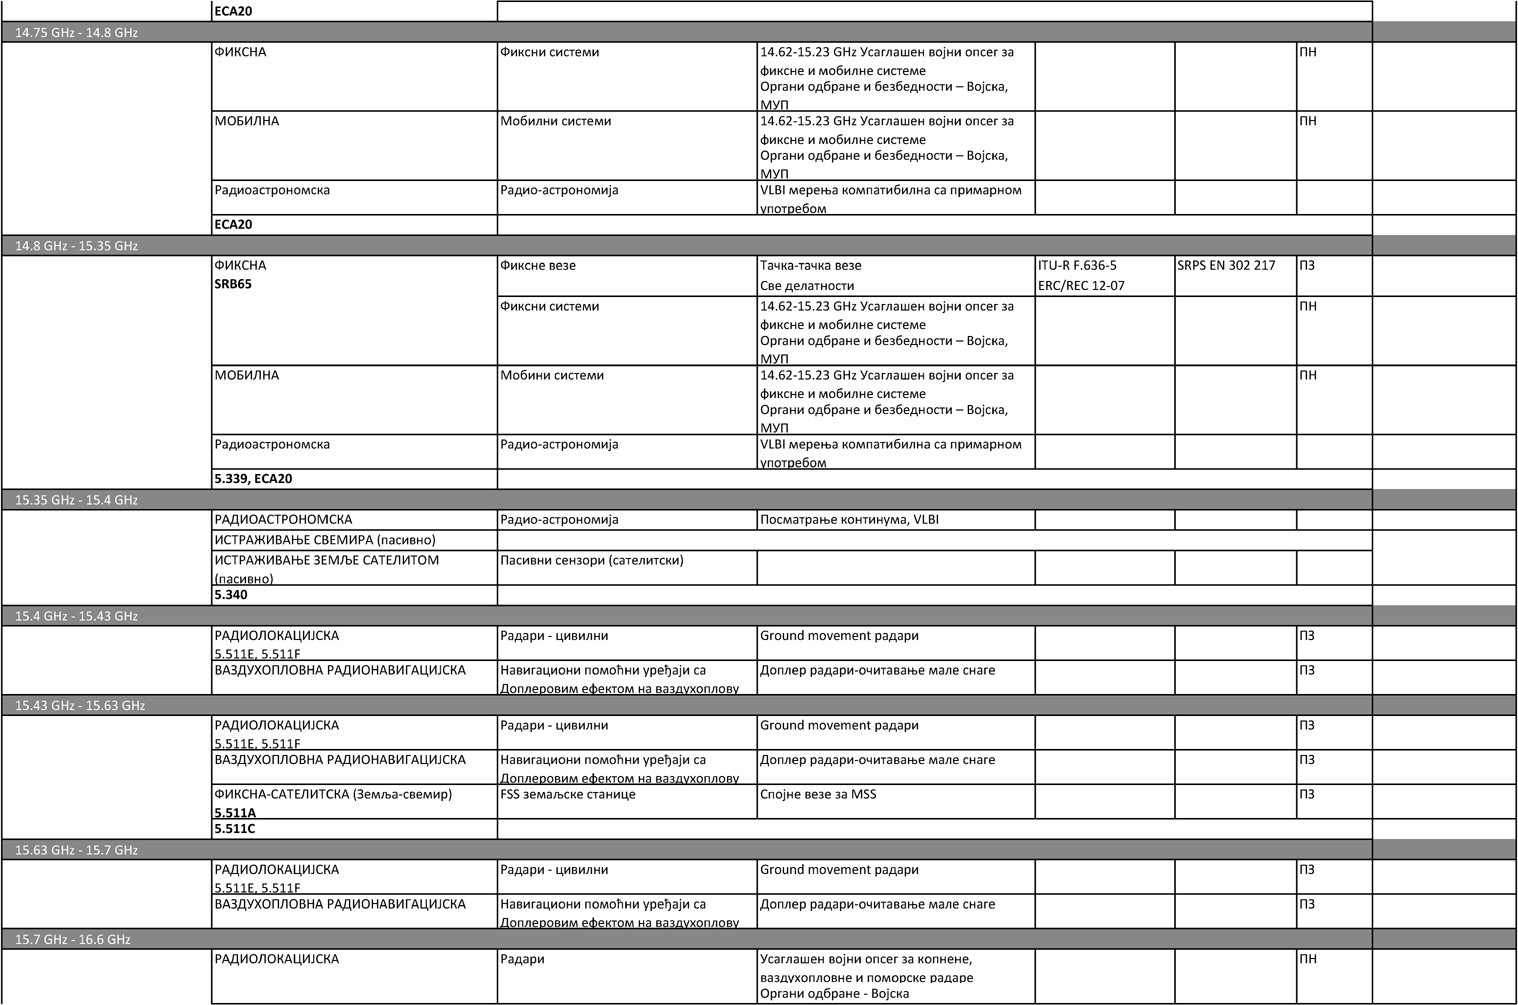 ECA20
14.75 GHz - 14.8 GHz
ФИКСНА
Фиксни системи
14.62-15.23 GHz Усаглашен војни опсег за
фиксне и мобилне системе
Органи одбране и безбедности – Војска,
МУП
ПН
МОБИЛНА
Мобилни системи
14.62-15.23 GHz Усаглашен војни опсег за
фиксне и мобилне системе
Органи одбране и безбедности – Војска,
МУП
ПН
Радиоастрономска
Радио-астрономија
VLBI мерења компатибилна са примарном
употребом
ECA20
14.8 GHz - 15.35 GHz
ФИКСНА
SRB65
Фиксне везе
Тачка-тачка везе
Све делатности
ITU-R F.636-5
ERC/REC 12-07
SRPS EN 302 217
ПЗ
Фиксни системи
14.62-15.23 GHz Усаглашен војни опсег за
фиксне и мобилне системе
Органи одбране и безбедности – Војска,
МУП
ПН
МОБИЛНА
Мобини системи
14.62-15.23 GHz Усаглашен војни опсег за
фиксне и мобилне системе
Органи одбране и безбедности – Војска,
МУП
ПН
Радиоастрономска
Радио-астрономија
VLBI мерења компатибилна са примарном
употребом
5.339, ECA20
15.35 GHz - 15.4 GHz
РАДИОАСТРОНОМСКА
Радио-астрономија
Посматрање континума, VLBI
ИСТРАЖИВАЊЕ СВЕМИРА (пасивно)
ИСТРАЖИВАЊЕ ЗЕМЉЕ САТЕЛИТОМ
(пасивно)
Пасивни сензори (сателитски)
5.340
15.4 GHz - 15.43 GHz
РАДИОЛОКАЦИЈСКА
5.511E, 5.511F
Радари - цивилни
Ground movement радари
ПЗ
ВАЗДУХОПЛОВНА РАДИОНАВИГАЦИЈСКА
Навигациони помоћни уређаји са
Доплеровим ефектом на ваздухоплову
Доплер радари-очитавање мале снаге
ПЗ
15.43 GHz - 15.63 GHz
РАДИОЛОКАЦИЈСКА
5.511E, 5.511F
Радари - цивилни
Ground movement радари
ПЗ
ВАЗДУХОПЛОВНА РАДИОНАВИГАЦИЈСКА
Навигациони помоћни уређаји са
Доплеровим ефектом на ваздухоплову
Доплер радари-очитавање мале снаге
ПЗ
ФИКСНА-САТЕЛИТСКА (Земља-свемир)
5.511A
FSS земаљске станице
Спојне везе за MSS
ПЗ
5.511C
15.63 GHz - 15.7 GHz
РАДИОЛОКАЦИЈСКА
5.511E, 5.511F
Радари - цивилни
Ground movement радари
ПЗ
ВАЗДУХОПЛОВНА РАДИОНАВИГАЦИЈСКА
Навигациони помоћни уређаји са
Доплеровим ефектом на ваздухоплову
Доплер радари-очитавање мале снаге
ПЗ
15.7 GHz - 16.6 GHz
РАДИОЛОКАЦИЈСКА
Радари
Усаглашен војни опсег за копнене,
ваздухопловне и поморске радаре
Органи одбране - Војска
ПН